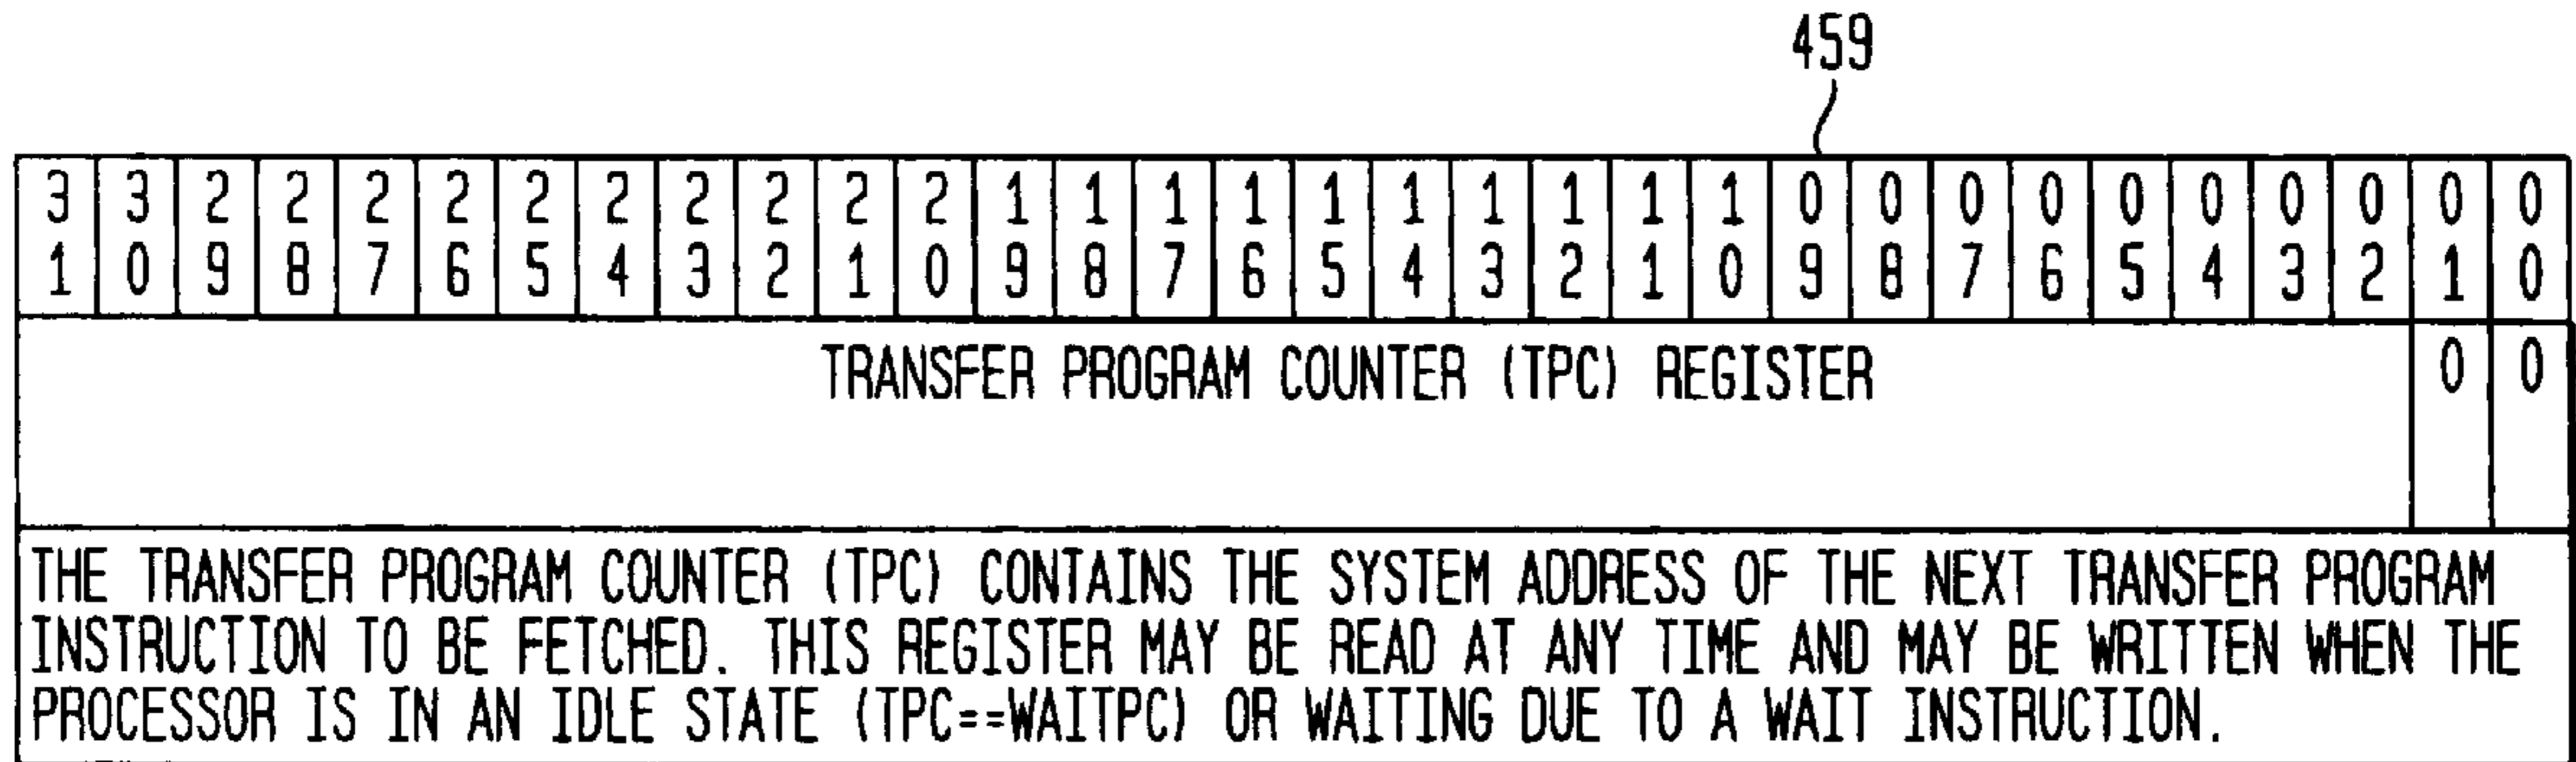 459
3 3 2 2 2 2 2 2 2 2 2 2 1 1 1 1 1 1 1 1 1 1 0 0 0 0 0 0 0 0 0 0
1 0 9 8 7 6 5 4 3 2 1 0 9 8 7 6 5 4 3 2 1 0 9 8 7 6 5 4 3 2 1 0
TRANSFER PROGRAM COUNTER (TPC) REGISTER 0 0
THE TRANSFER PROGRAM COUNTER (TPC) CONTAINS THE SYSTEM ADDRESS OF THE NEXT TRANSFER PROGRAM
INSTRUCTION TO BE FETCHED. THIS REGISTER MAY BE READ AT ANY TIME AND MAY BE WRITTEN WHEN THE
PROCESSOR IS IN AN IDLE STATE (TPC==WAITPC) OR WAITING DUE TO A WAIT INSTRUCTION.